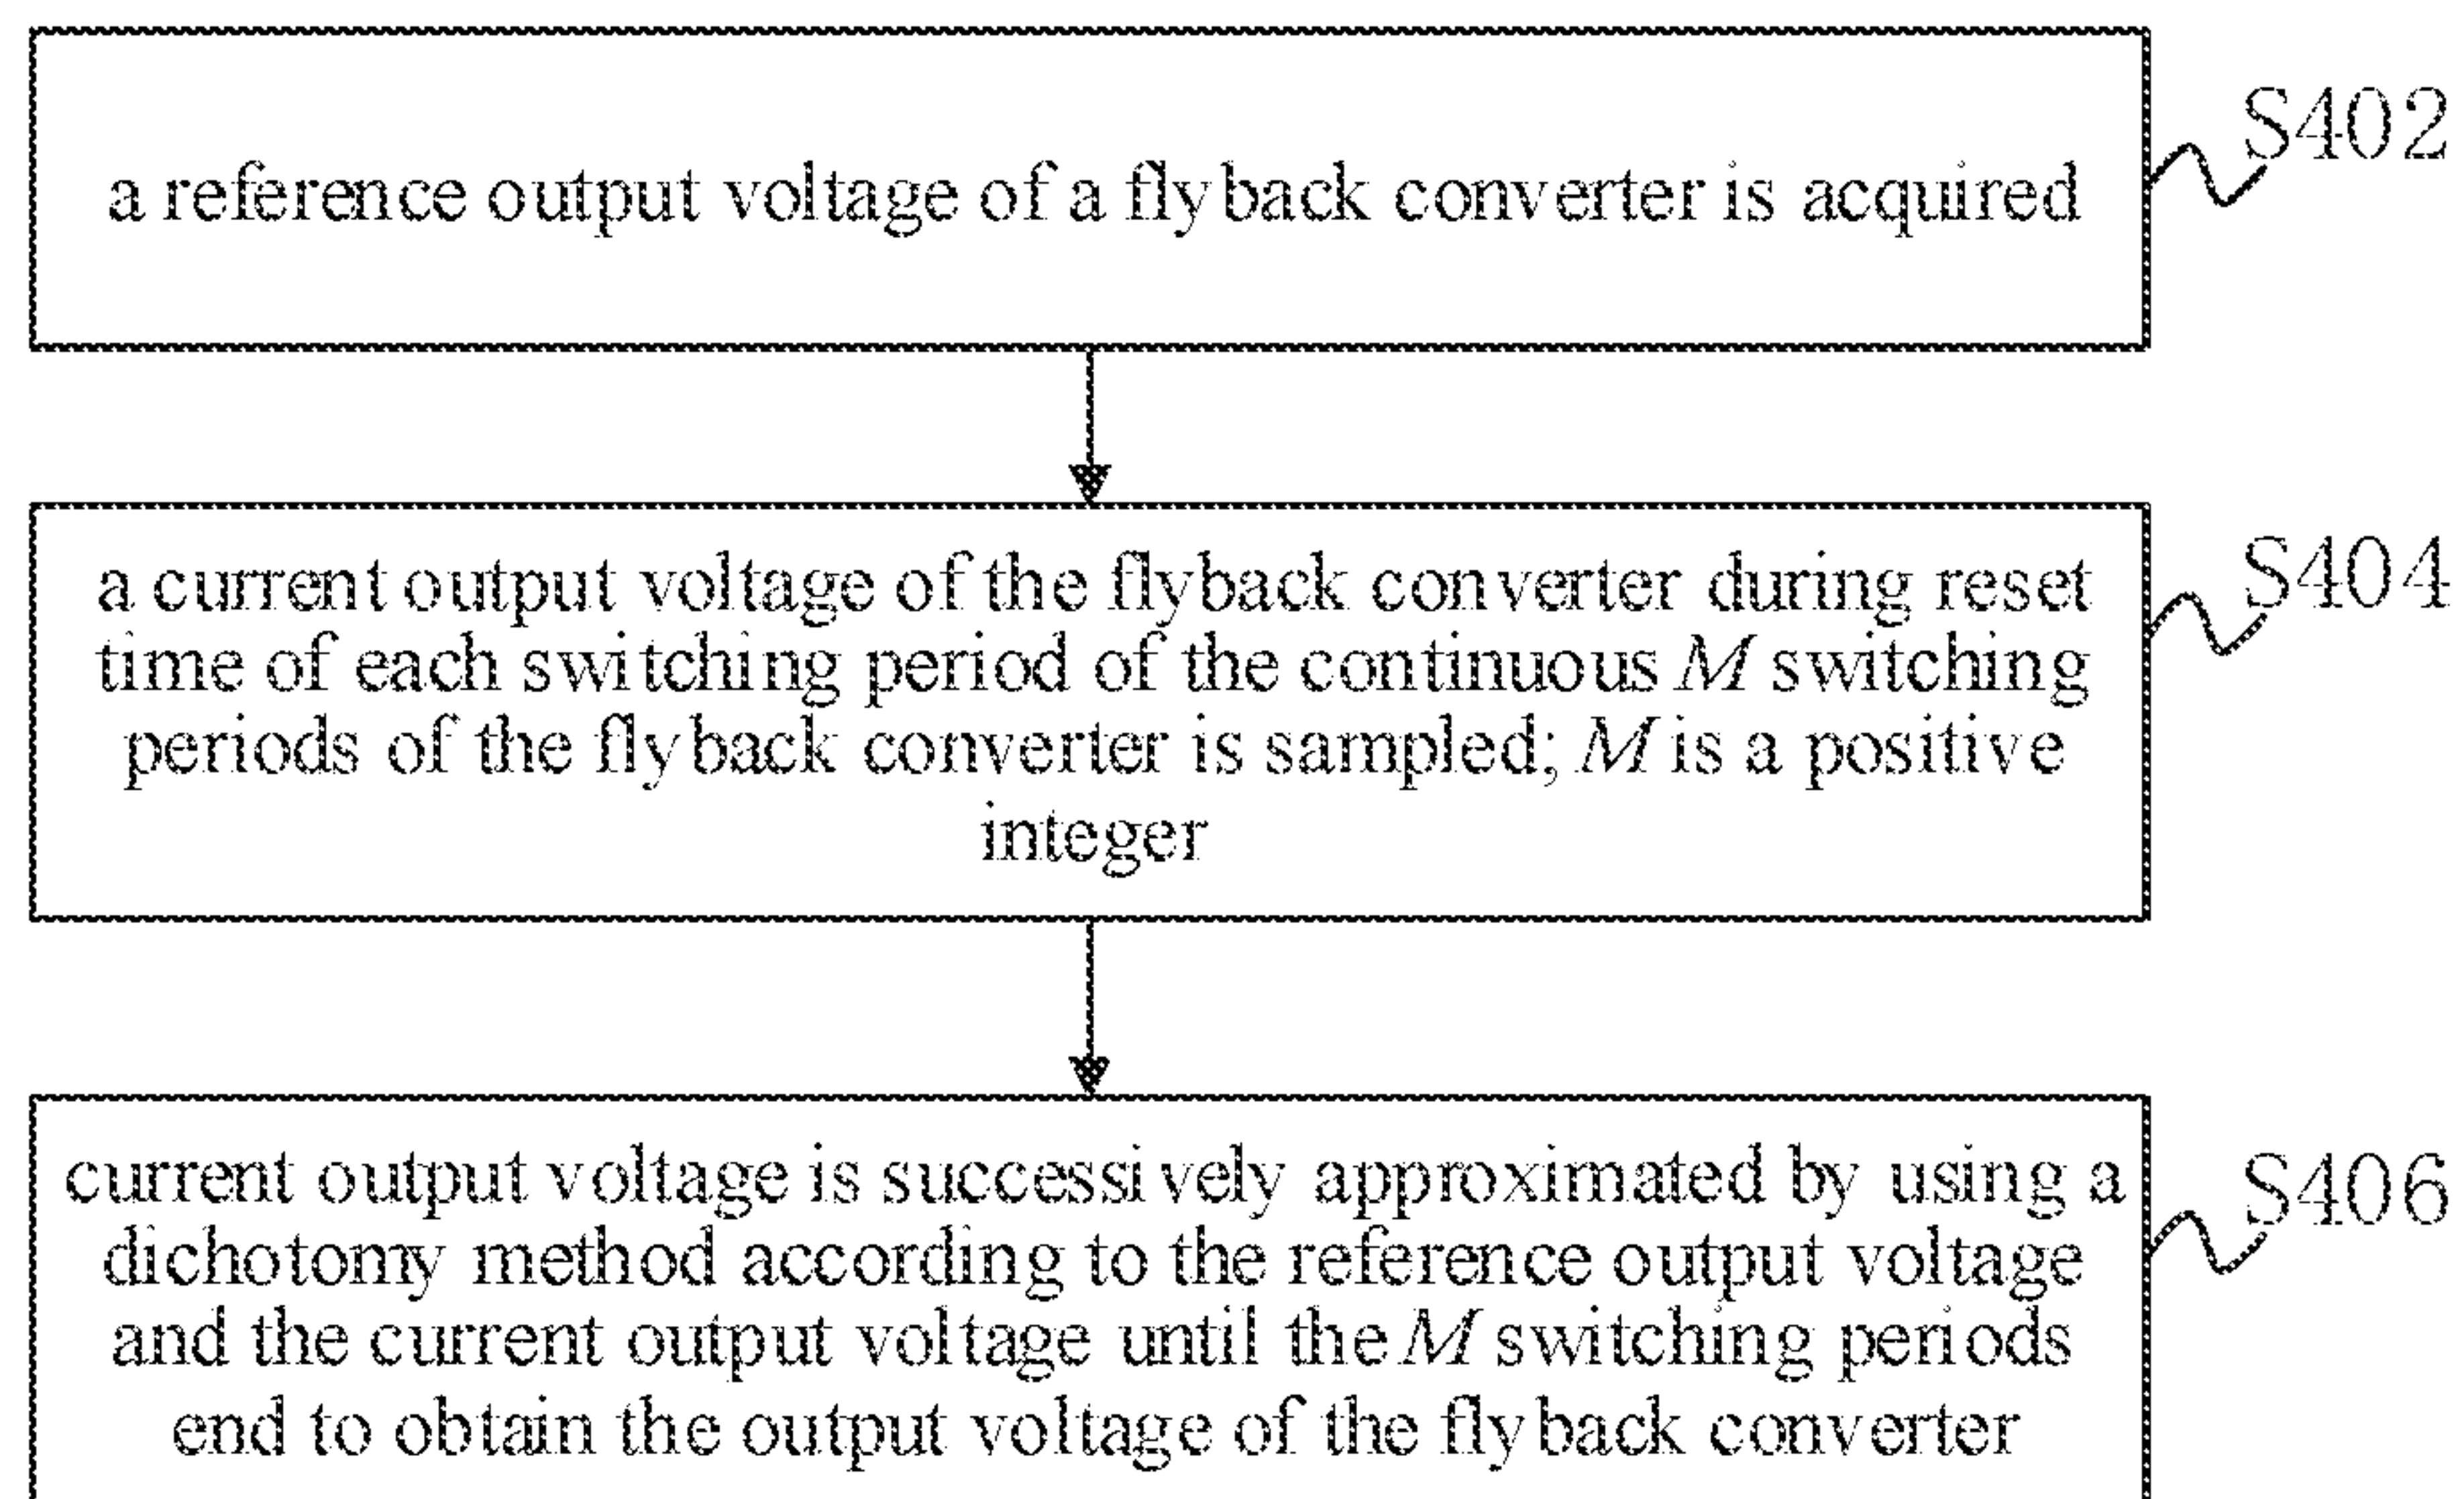 a reference output voltage of a flyback converter is acquired
S402
a current output voltage of the flyback converter during reset
time of each switching period of the continuous M switching
periods of the flyback converter is sampled; M is a positive
integer
S404
current output voltage is successively approximated by using a
dichotomy method according to the reference output voltage
and the current output voltage until the M switching periods
end to obtain the output voltage of the flyback converter
S406